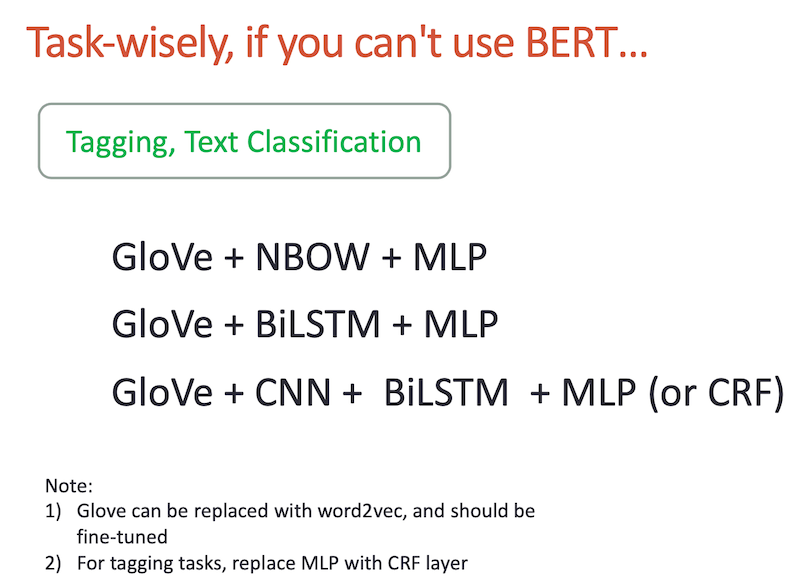 Task-wisely, if you can't use BERT...
Tagging, Text Classification
GloVe + NBOW + MLP
GloVe + BiLSTM + MLP
GloVe + CNN + BiLSTM + MLP (or CRF)
Note:
1) Glove can be replaced with word2vec, and should be
fine-tuned
2) For tagging tasks, replace MLP with CRF layer